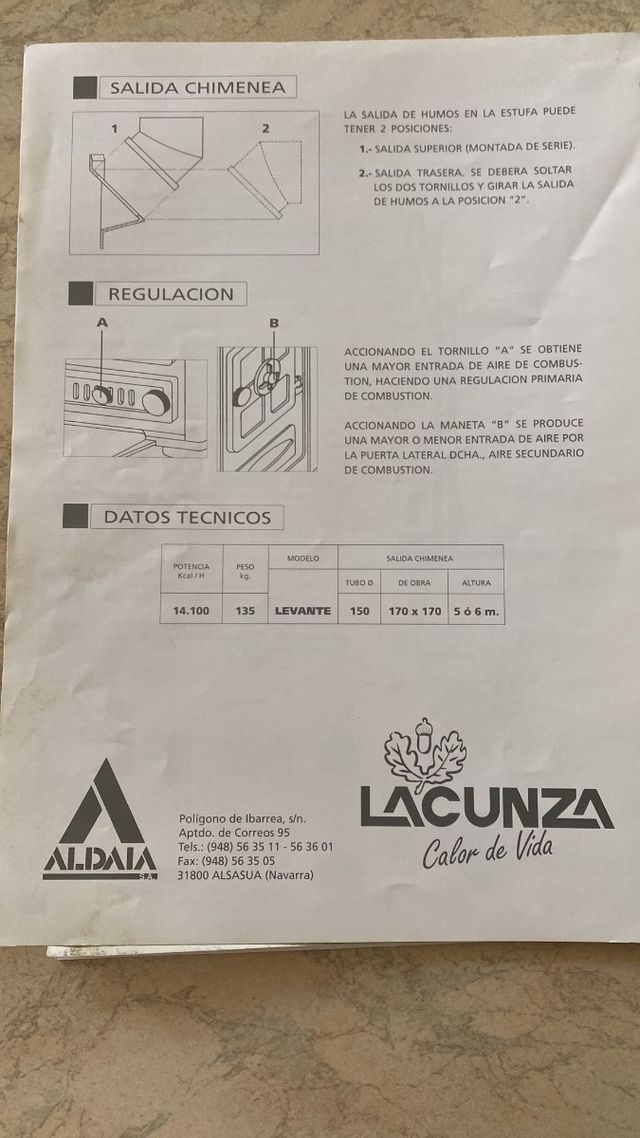 SALIDA CHIMENEA
1
2
LA SALIDA DE HUMOS EN LA ESTUFA PUEDE
TENER 2 POSICIONES:
1.- SALIDA SUPERIOR (MONTADA DE SERIE).
2.- SALIDA TRASERA. SE DEBERA SOLTAR
LOS DOS TORNILLOS Y GIRAR LA SALIDA
DE HUMOS A LA POSICION "2".
REGULACION
A
B
ACCIONANDO EL TORNILLO "A" SE OBTIENE
UNA MAYOR ENTRADA DE AIRE DE COMBUS-
TION, HACIENDO UNA REGULACION PRIMARIA
DE COMBUSTION.
ACCIONANDO LA MANETA "B" SE PRODUCE
UNA MAYOR O MENOR ENTRADA DE AIRE POR
LA PUERTA LATERAL DCHA., AIRE SECUNDARIO
DE COMBUSTION.
DATOS TECNICOS
POTENCIA
Kcal / H
PESO
kg.
MODELO
SALIDA CHIMENEA
TUBO Ø
DE OBRA
ALTURA
14.100
135
LEVANTE
150
170 x 170
5 ó 6 m.
ALDAIA
S.A.
Polígono de Ibarrea, s/n.
Aptdo. de Correos 95
Tels.: (948) 56 35 11 - 56 36 01
Fax: (948) 56 35 05
31800 ALSASUA (Navarra)
LACUNZA
Calor de Vida